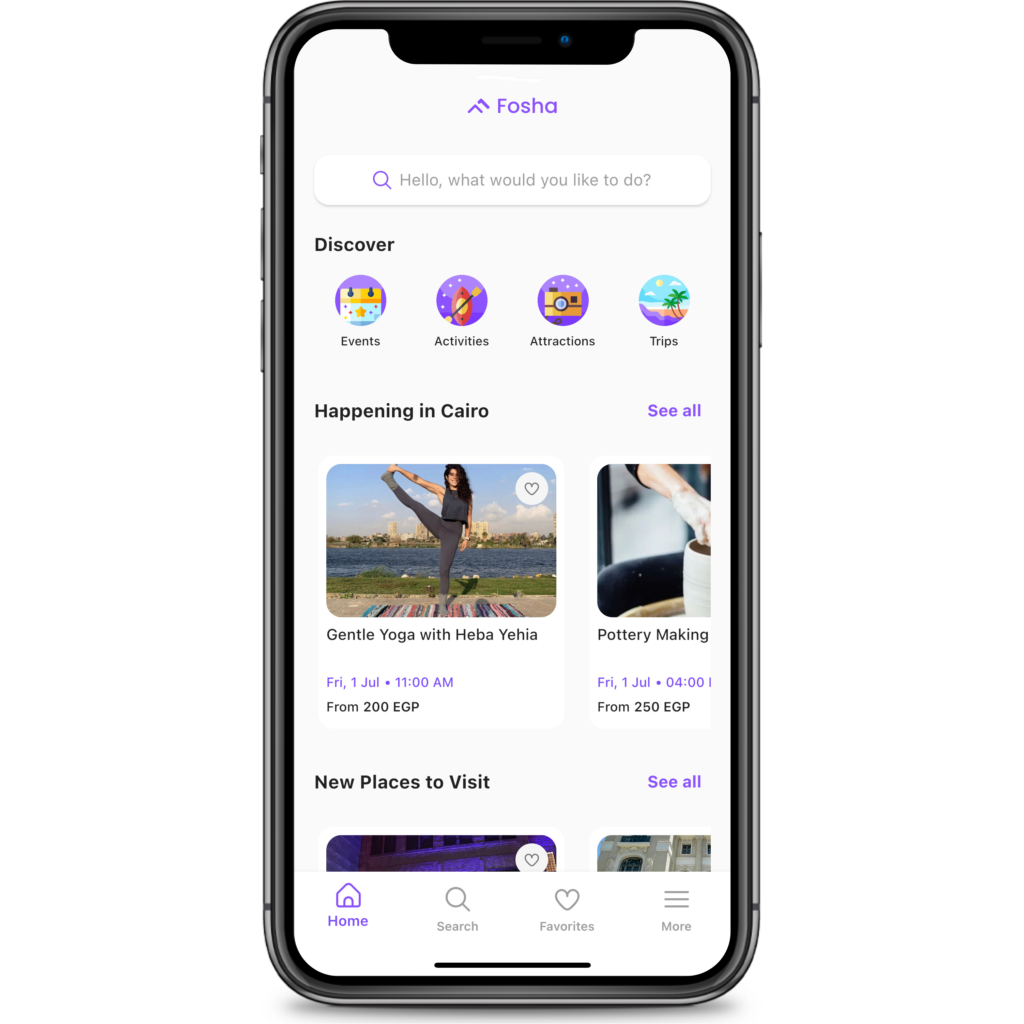 Fosha
Hello, what would you like to do?
Discover
Events Activities Attractions Trips
Happening in Cairo See all
Gentle Yoga with Heba Yehia
Fri, 1 Jul • 11:00 AM
From 200 EGP
Pottery Making
Fri, 1 Jul • 04:00
From 250 EGP
New Places to Visit See all
Home Search Favorites More